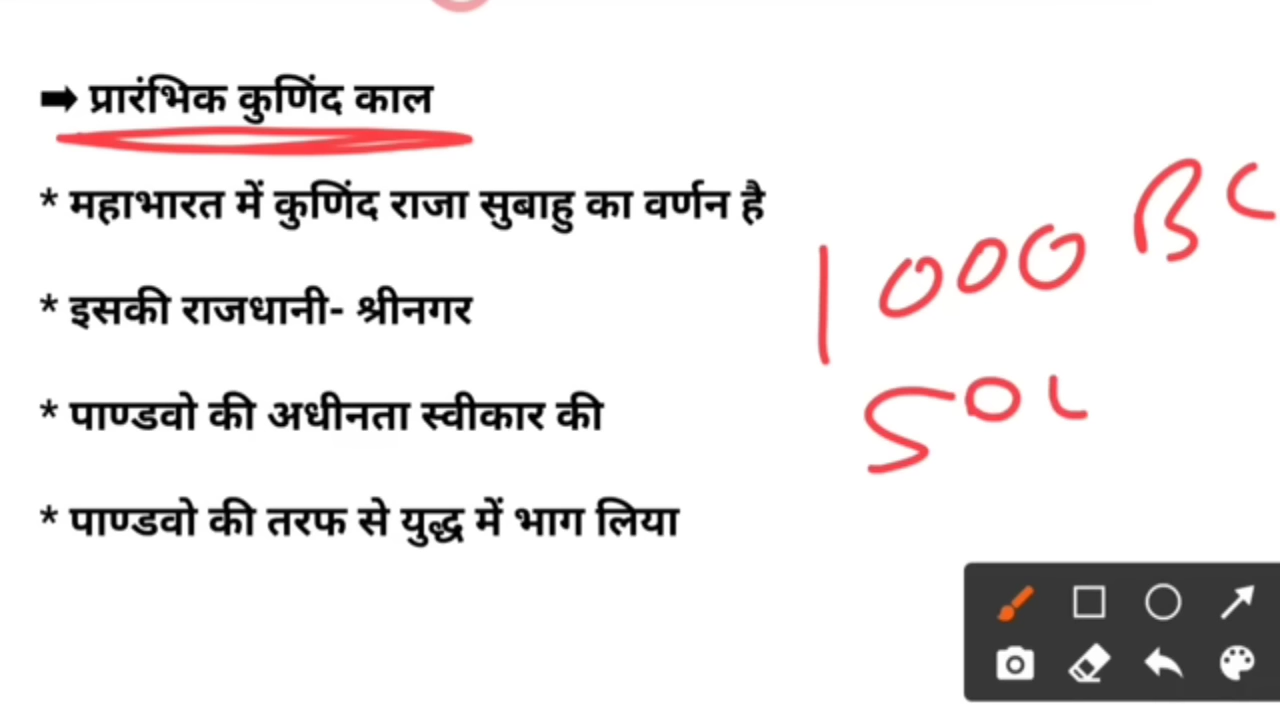 ➡ प्रारंभिक कुणिंद काल
* महाभारत में कुणिंद राजा सुबाहु का वर्णन है
* इसकी राजधानी- श्रीनगर
* पाण्डवो की अधीनता स्वीकार की
* पाण्डवो की तरफ से युद्ध में भाग लिया
1000 BC